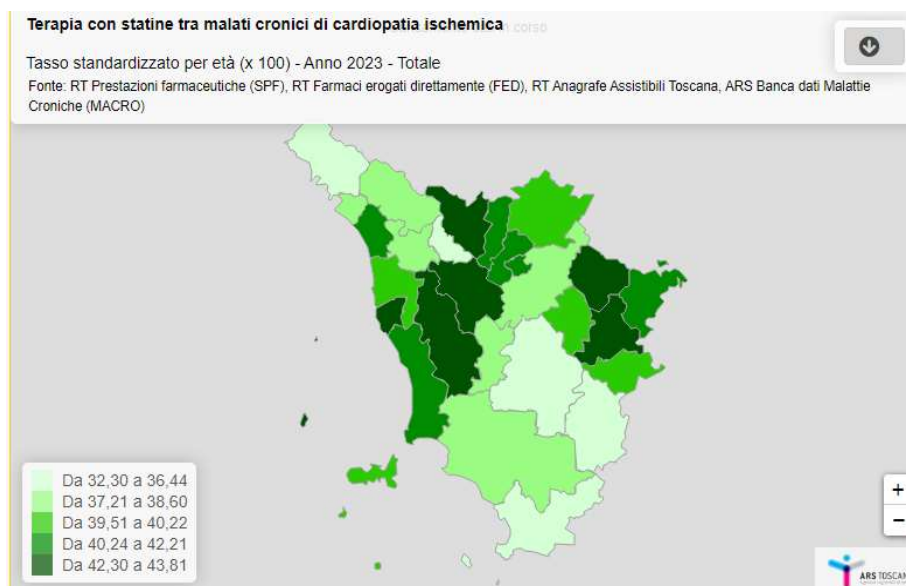 Terapia con statine tra malati cronici di cardiopatia ischemica
in corso
Tasso standardizzato per età (x 100) - Anno 2023 - Totale
Fonte: RT Prestazioni farmaceutiche (SPF), RT Farmaci erogati direttamente (FED), RT Anagrafe Assistibili Toscana, ARS Banca dati Malattie
Croniche (MACRO)
Da 32,30 a 36,44
Da 37,21 a 38,60
Da 39,51 a 40,22
Da 40,24 a 42,21
Da 42,30 a 43,81
+
−
ARS TOSCAN